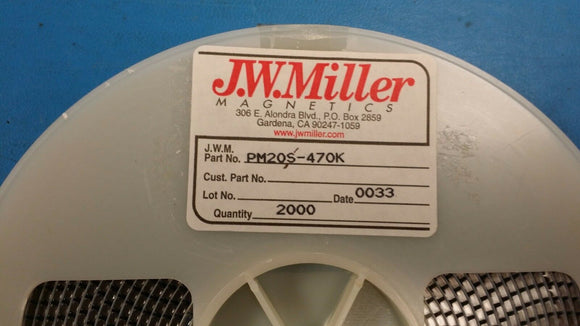 J.W.Miller
MAGNETICS
306 E. Alondra Blvd., P.O. Box 2859
Gardena, CA 90247-1059
www.jwmiller.com
J.W.M.
Part No. PM20S-470K
Cust. Part No.
Lot No. Date 0033
Quantity 2000